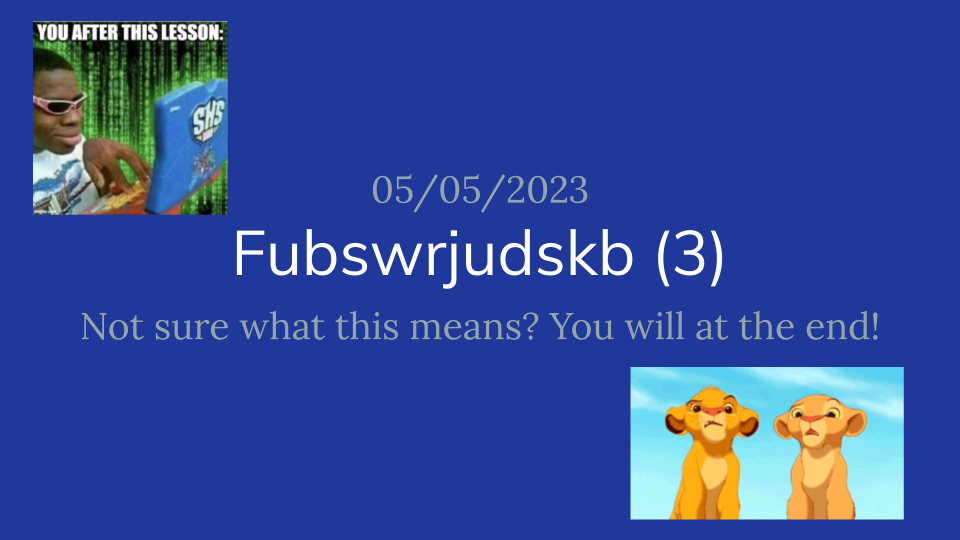 YOU AFTER THIS LESSON:
SHS
05/05/2023
Fubswrjudskb (3)
Not sure what this means? You will at the end!